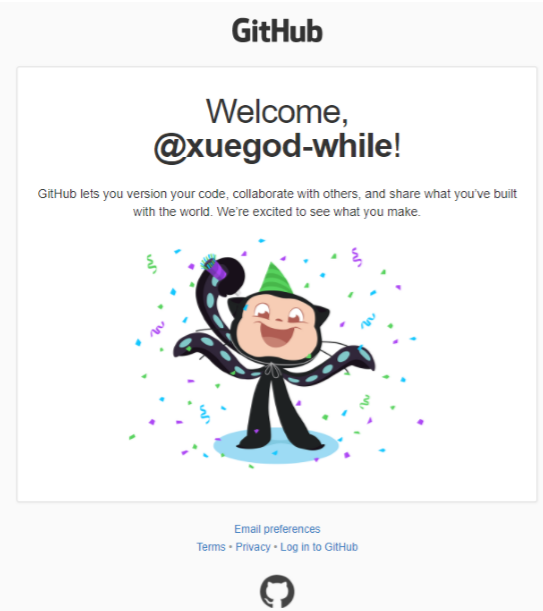 GitHub
Welcome,
@xuegod-while!
GitHub lets you version your code, collaborate with others, and share what you've built
with the world. We're excited to see what you make.
Email preferences
Terms • Privacy • Log in to GitHub